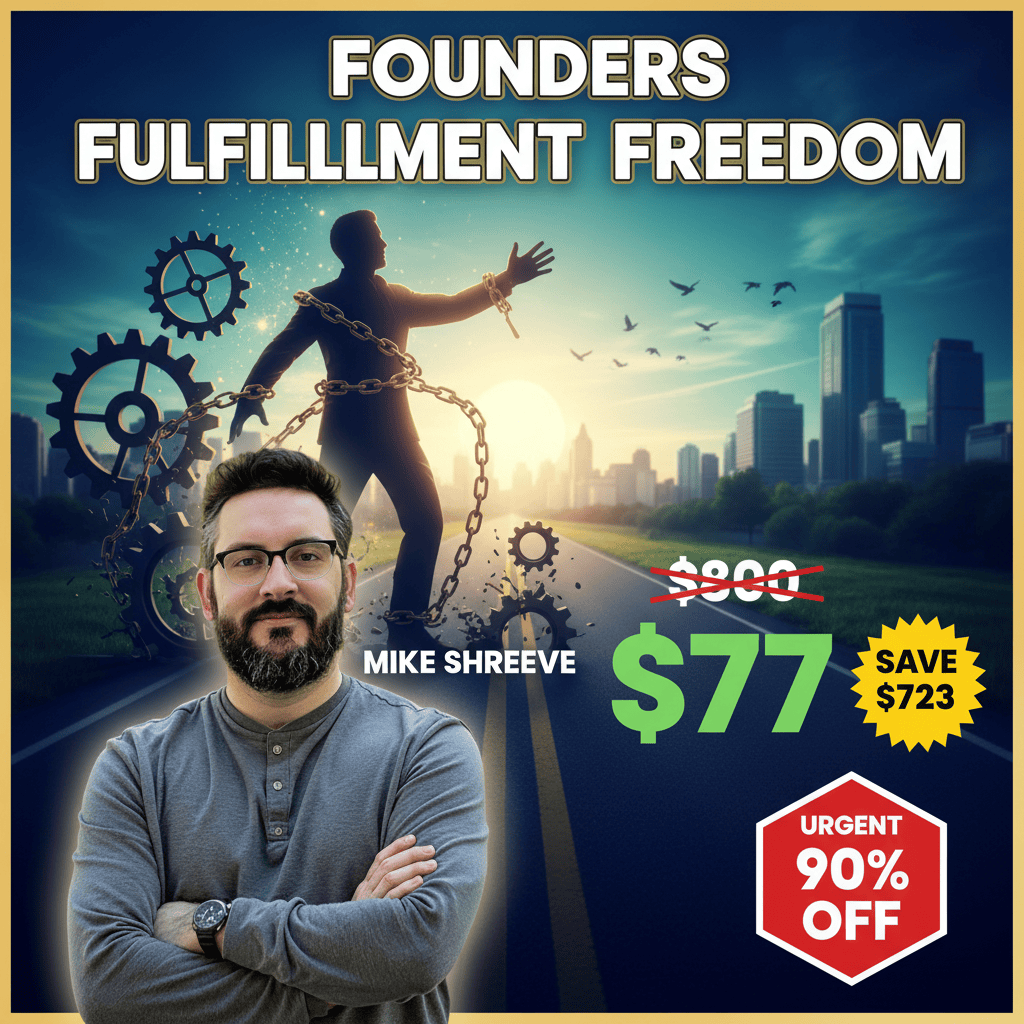 FOUNDERS
FULFILLLMENT FREEDOM
$800
MIKE SHREEVE
$77
SAVE
$723
URGENT
90%
OFF